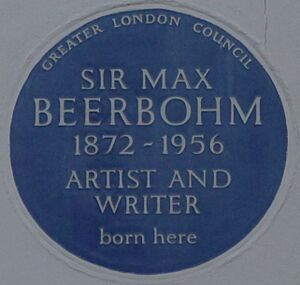 GREATER LONDON COUNCIL
SIR MAX
BEERBOHM
1872-1956
ARTIST AND
WRITER
born here